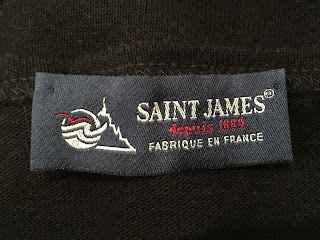 SAINT JAMES®
depuis 1889
FABRIQUE EN FRANCE